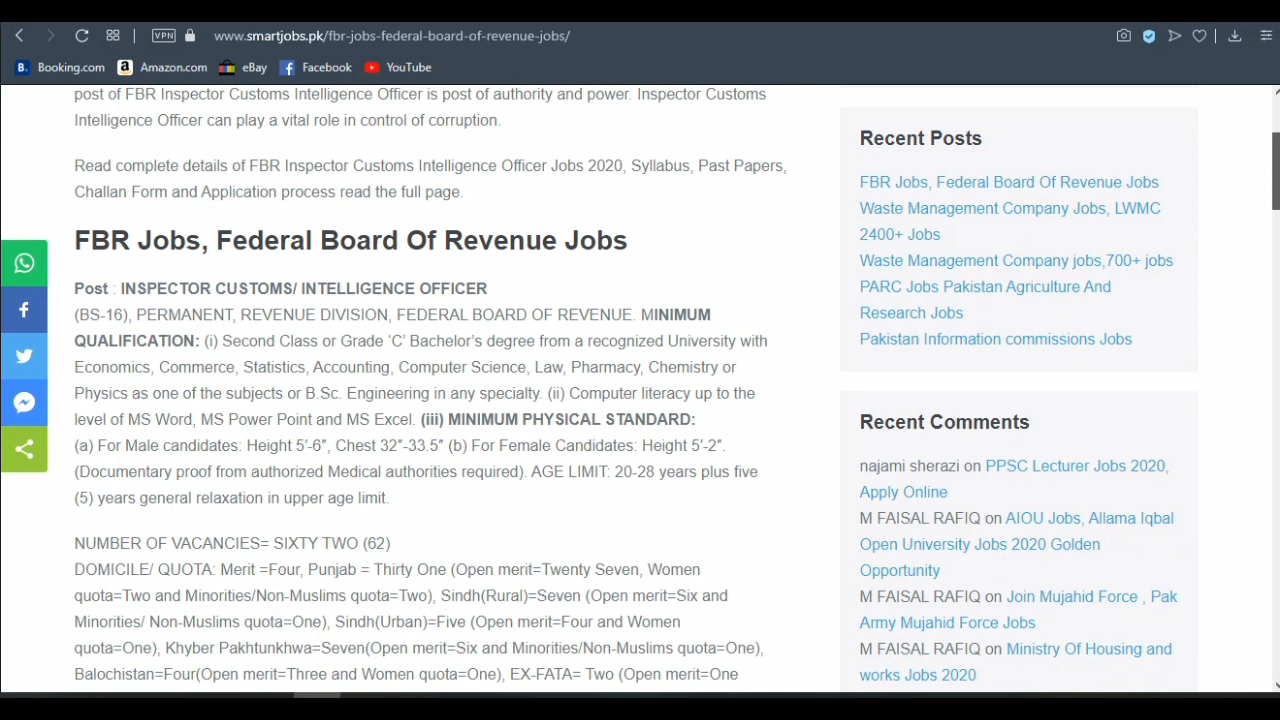 VPN
www.smartjobs.pk/fbr-jobs-federal-board-of-revenue-jobs/
B. Booking.com
a Amazon.com
eBay
Facebook
YouTube
post of FBR Inspector Customs Intelligence Officer is post of authority and power. Inspector Customs
Intelligence Officer can play a vital role in control of corruption.
Read complete details of FBR Inspector Customs Intelligence Officer Jobs 2020, Syllabus, Past Papers,
Challan Form and Application process read the full page.
FBR Jobs, Federal Board Of Revenue Jobs
Post : INSPECTOR CUSTOMS/ INTELLIGENCE OFFICER
(BS-16), PERMANENT, REVENUE DIVISION, FEDERAL BOARD OF REVENUE. MINIMUM
QUALIFICATION: (i) Second Class or Grade ‘C’ Bachelor’s degree from a recognized University with
Economics, Commerce, Statistics, Accounting, Computer Science, Law, Pharmacy, Chemistry or
Physics as one of the subjects or B.Sc. Engineering in any specialty. (ii) Computer literacy up to the
level of MS Word, MS Power Point and MS Excel. (iii) MINIMUM PHYSICAL STANDARD:
(a) For Male candidates: Height 5′-6″, Chest 32″-33.5″ (b) For Female Candidates: Height 5′-2″.
(Documentary proof from authorized Medical authorities required). AGE LIMIT: 20-28 years plus five
(5) years general relaxation in upper age limit.
NUMBER OF VACANCIES= SIXTY TWO (62)
DOMICILE/ QUOTA: Merit =Four, Punjab = Thirty One (Open merit=Twenty Seven, Women
quota=Two and Minorities/Non-Muslims quota=Two), Sindh(Rural)=Seven (Open merit=Six and
Minorities/ Non-Muslims quota=One), Sindh(Urban)=Five (Open merit=Four and Women
quota=One), Khyber Pakhtunkhwa=Seven(Open merit=Six and Minorities/Non-Muslims quota=One),
Balochistan=Four(Open merit=Three and Women quota=One), EX-FATA= Two (Open merit=One
Recent Posts
FBR Jobs, Federal Board Of Revenue Jobs
Waste Management Company Jobs, LWMC
2400+ Jobs
Waste Management Company jobs,700+ jobs
PARC Jobs Pakistan Agriculture And
Research Jobs
Pakistan Information commissions Jobs
Recent Comments
najami sherazi on PPSC Lecturer Jobs 2020,
Apply Online
M FAISAL RAFIQ on AIOU Jobs, Allama Iqbal
Open University Jobs 2020 Golden
Opportunity
M FAISAL RAFIQ on Join Mujahid Force , Pak
Army Mujahid Force Jobs
M FAISAL RAFIQ on Ministry Of Housing and
works Jobs 2020